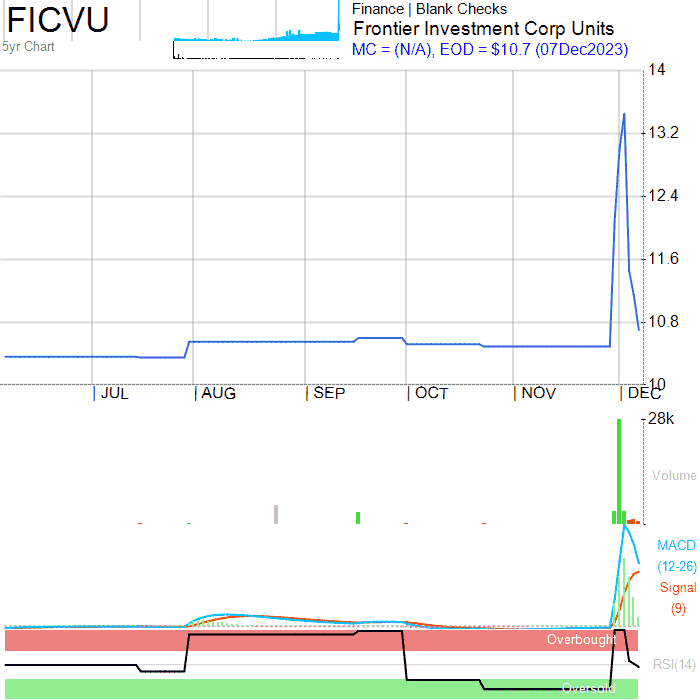 FICVU
5yr Chart
Finance | Blank Checks
Frontier Investment Corp Units
MC = (N/A), EOD = $10.7 (07Dec2023)
14
13.2
12.4
11.6
10.8
10
JUL AUG SEP OCT NOV DEC
28k
Volume
MACD
(12-26)
Signal
(9)
Overbought
RSI(14)
Oversold